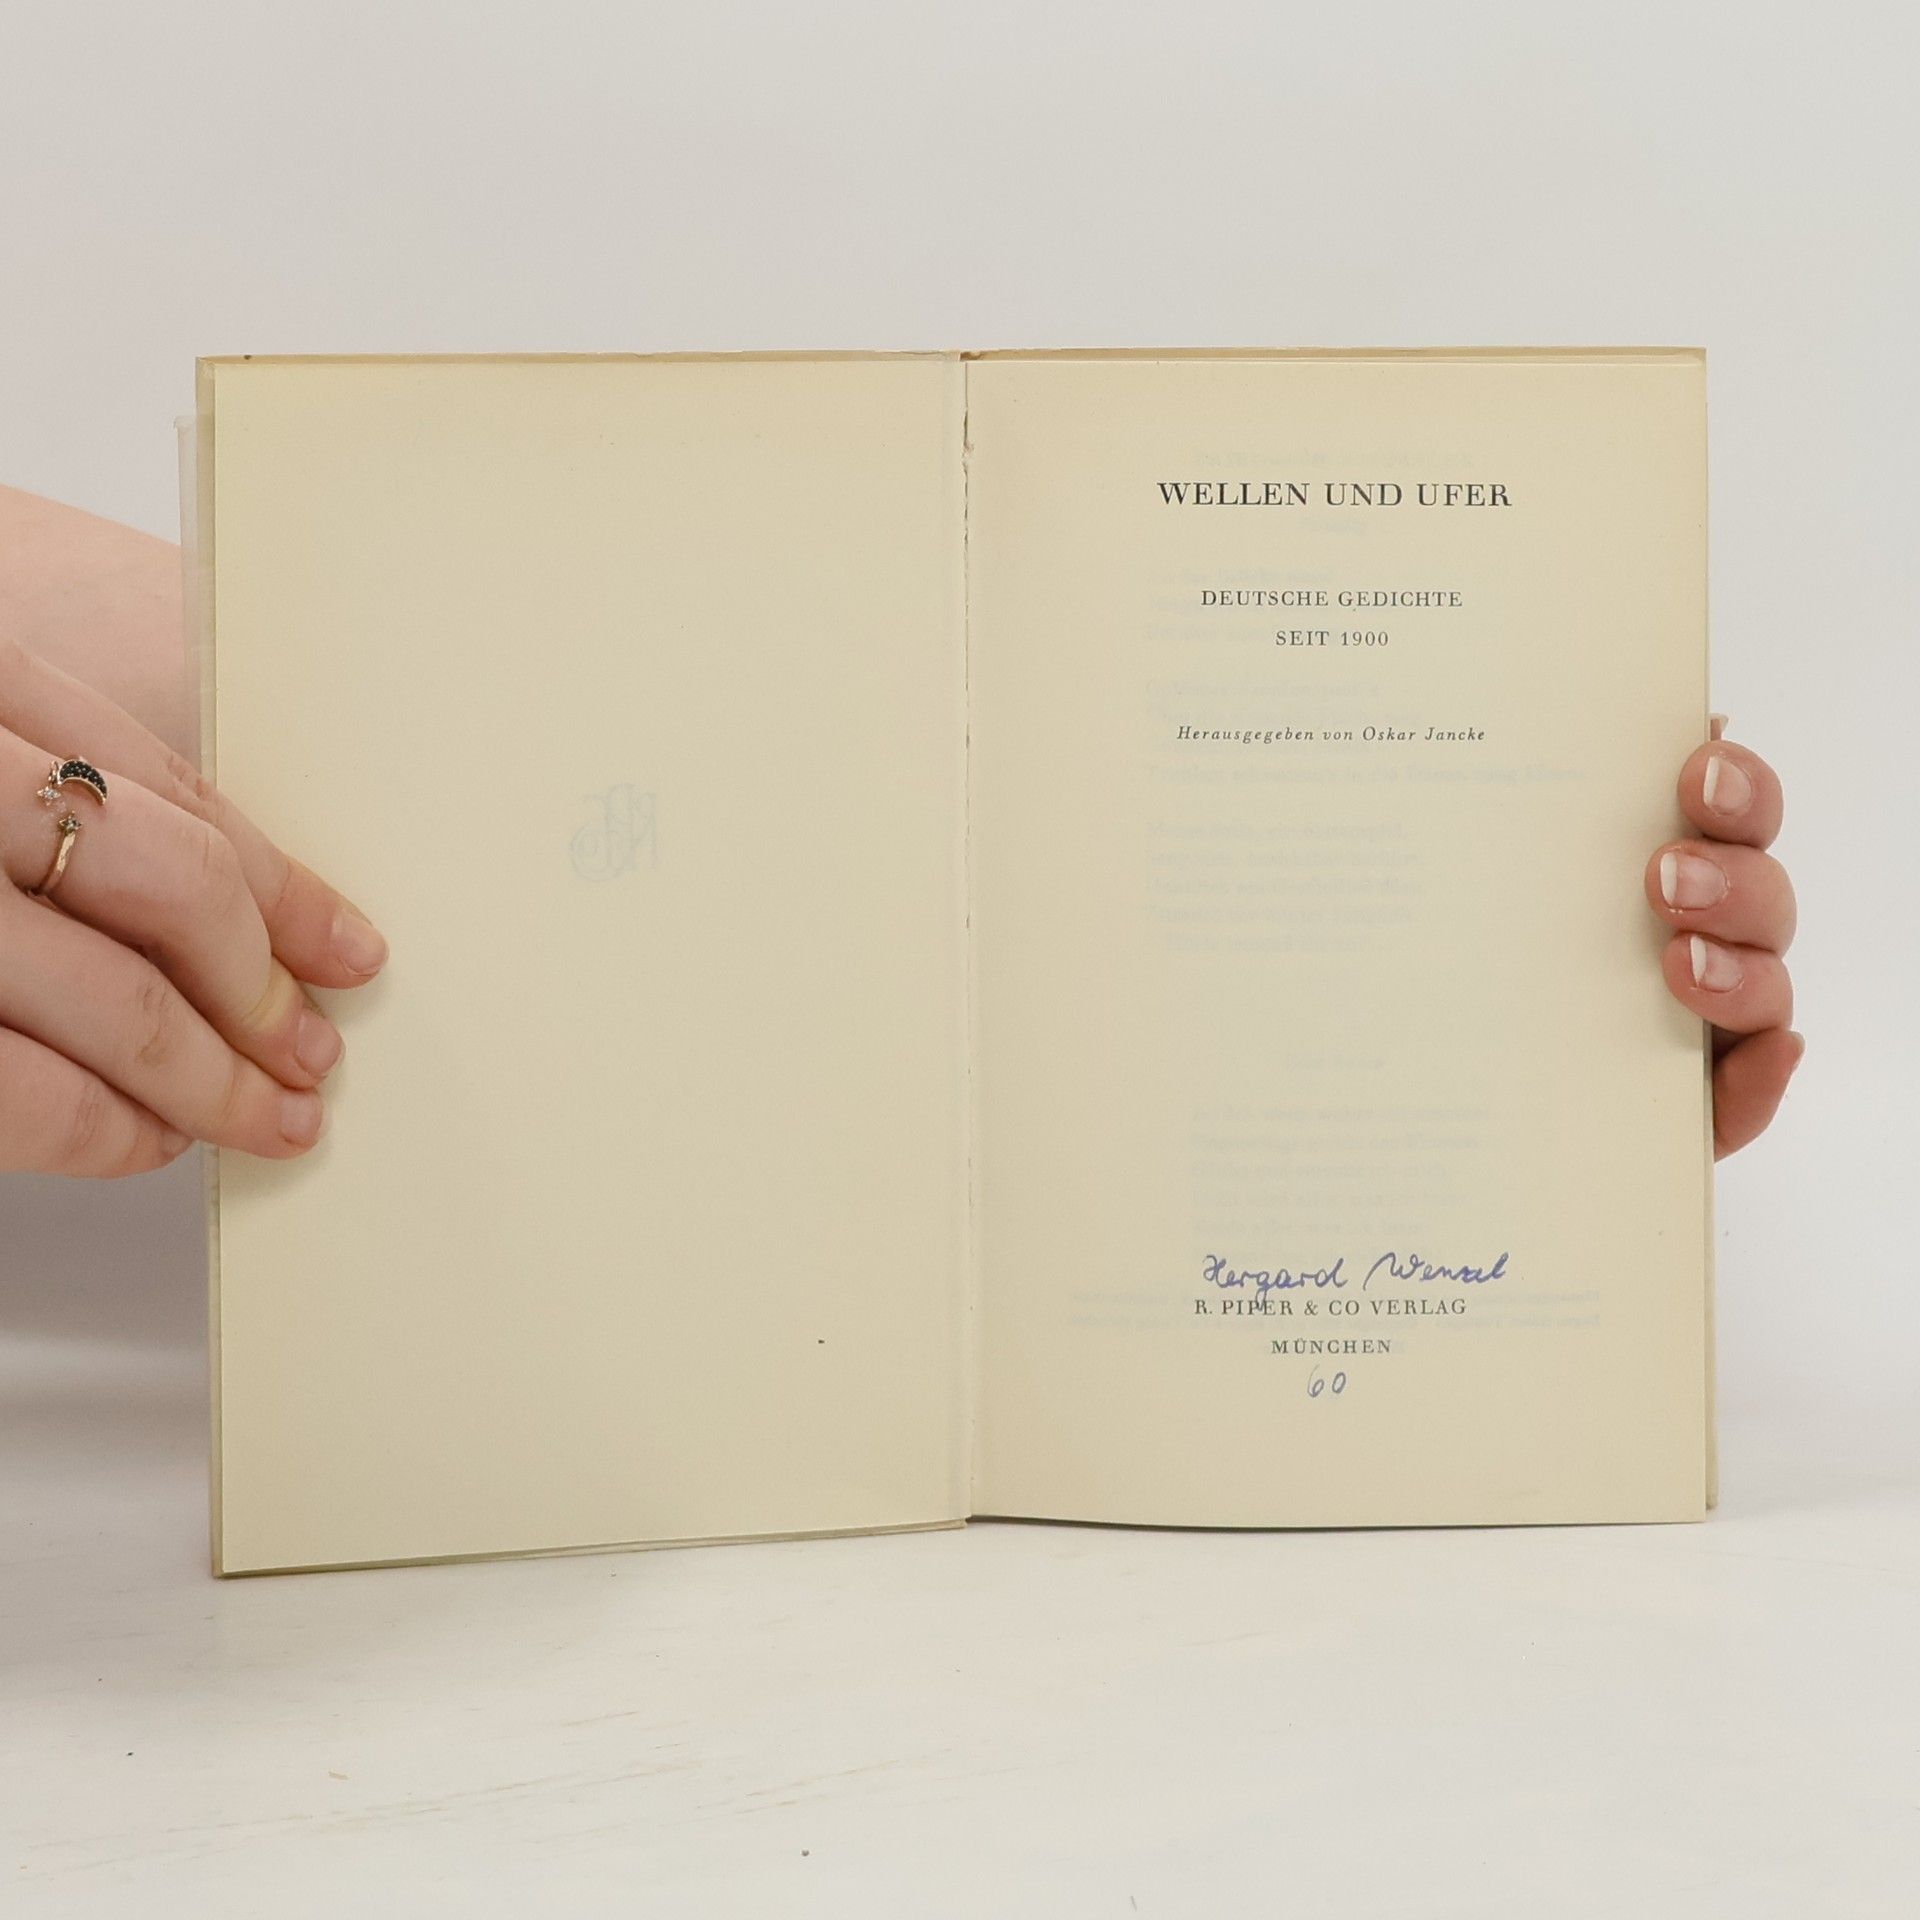 WELLEN UND UFER
DEUTSCHE GEDICHTE
SEIT 1900
Herausgegeben von Oskar Jancke
Hergard Wenzel
R. PIPER & CO VERLAG
MÜNCHEN
60